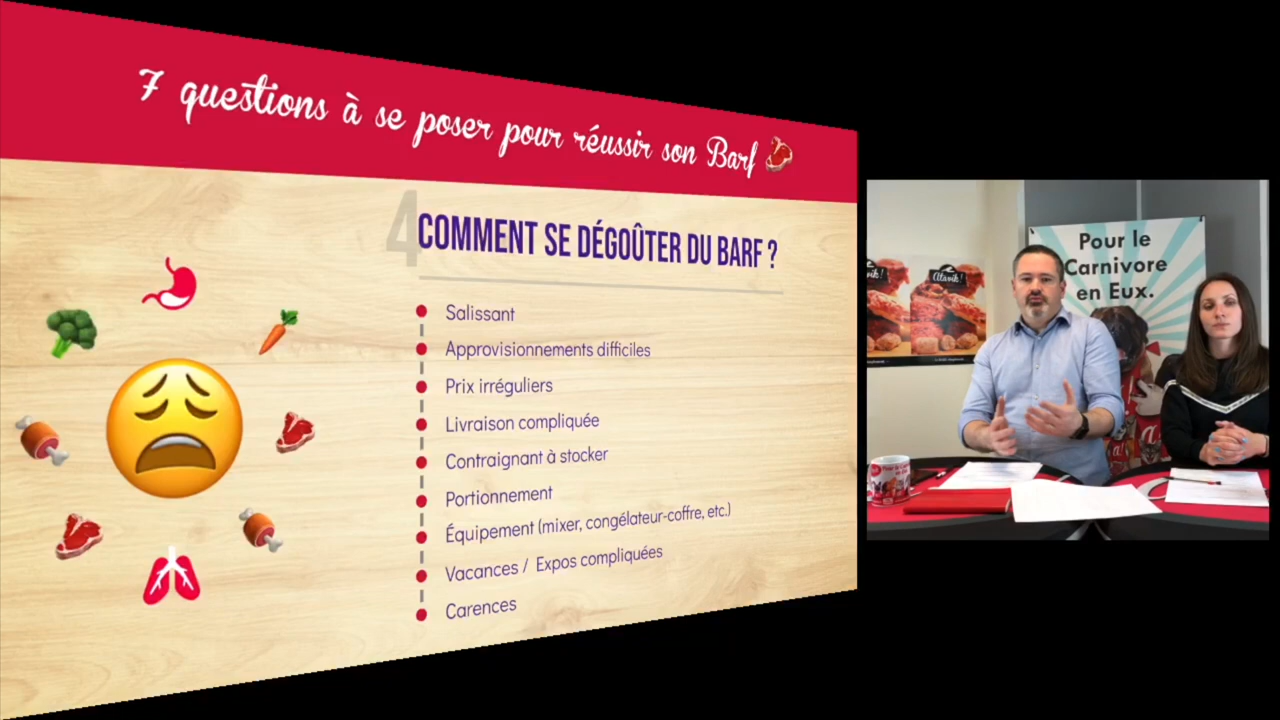 7 questions à se poser pour réussir son Barf
4 COMMENT SE DÉGOÛTER DU BARF ?
Salissant
Approvisionnements difficiles
Prix irréguliers
Livraison compliquée
Contraignant à stocker
Portionnement
Équipement (mixer, congélateur-coffre, etc.)
Vacances / Expos compliquées
Carences
Pour le
Carnivore
en Eux.
Atavik!